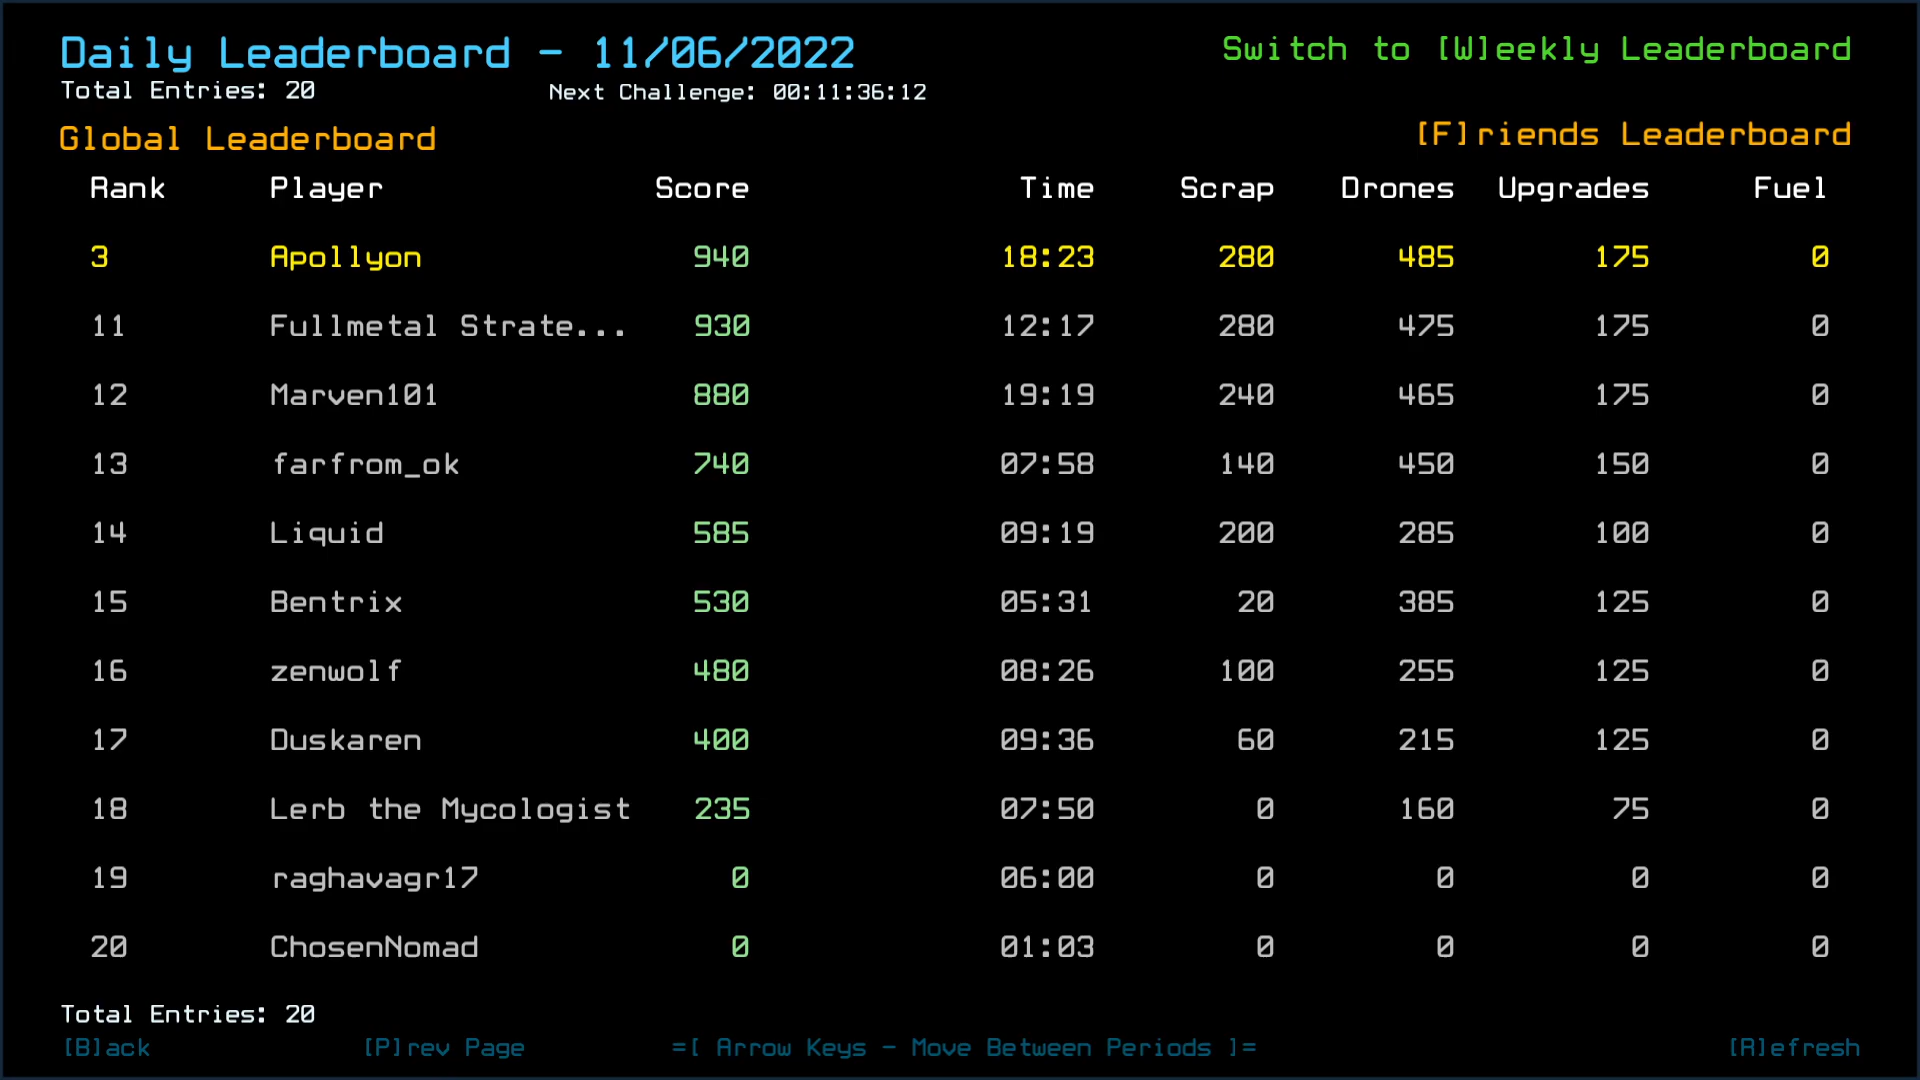 Daily Leaderboard - 11/06/2022 Switch to [W]eekly Leaderboard
Total Entries: 20 Next Challenge: 00:11:36:12
Global Leaderboard [F]riends Leaderboard
Rank Player Score Time Scrap Drones Upgrades Fuel
3 Apollyon 940 18:23 280 485 175 0
11 Fullmetal Strate... 930 12:17 280 475 175 0
12 Marven101 880 19:19 240 465 175 0
13 farfrom_ok 740 07:58 140 450 150 0
14 Liquid 585 09:19 200 285 100 0
15 Bentrix 530 05:31 20 385 125 0
16 zenwolf 480 08:26 100 255 125 0
17 Duskaren 400 09:36 60 215 125 0
18 Lerb the Mycologist 235 07:50 0 160 75 0
19 raghavagr17 0 06:00 0 0 0 0
20 ChosenNomad 0 01:03 0 0 0 0
Total Entries: 20
[B]ack [P]rev Page =[ Arrow Keys - Move Between Periods ]= [R]efresh